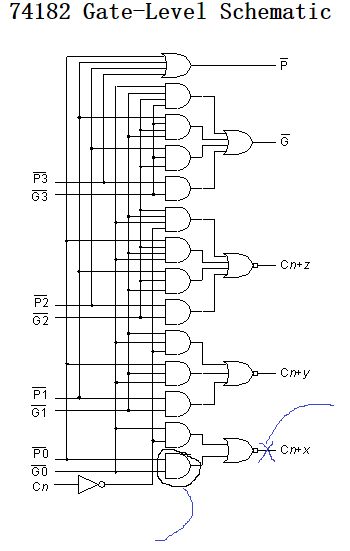 74182 Gate-Level Schematic
P̅
G̅
P̅3̅
G̅3̅
Cn+z
P̅2̅
G̅2̅
Cn+y
P̅1̅
G̅1̅
Cn+x
P̅0̅
G̅0̅
Cn